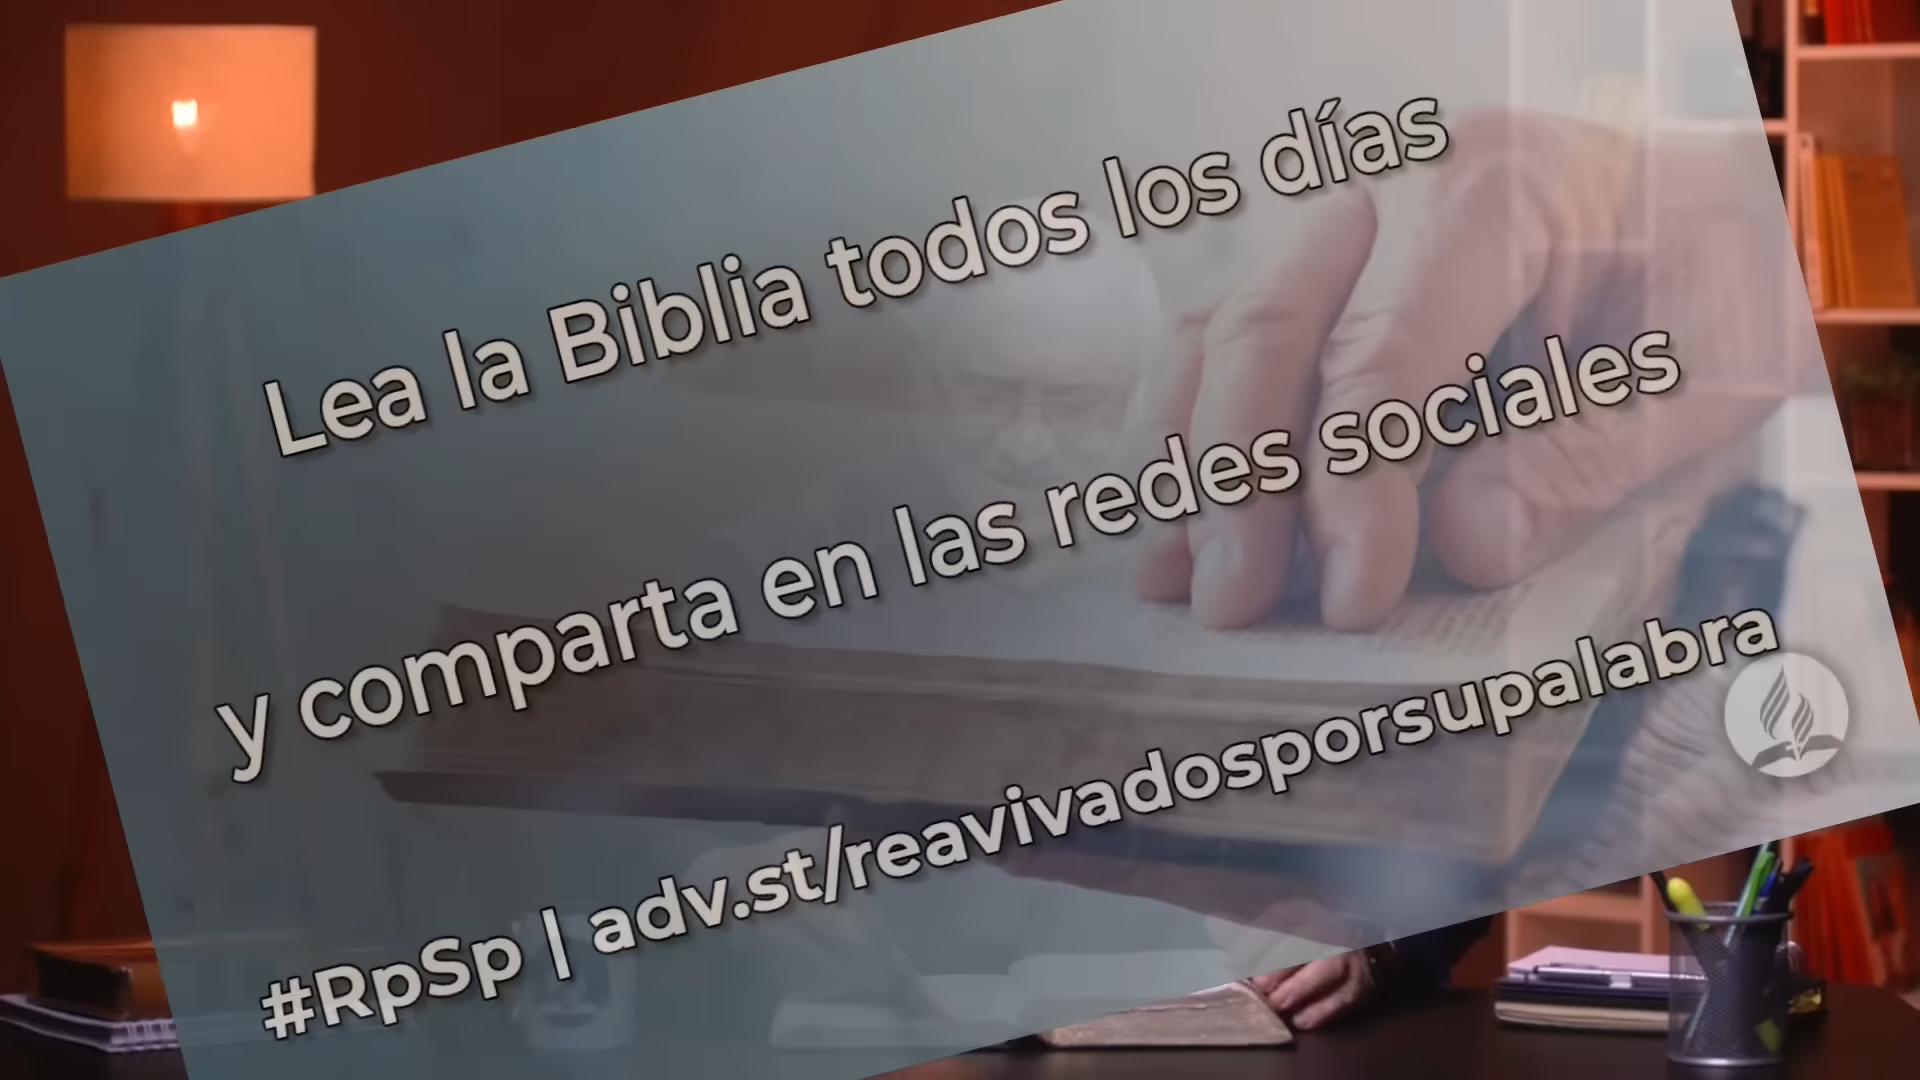 Lea la Biblia todos los días
y comparta en las redes sociales
#RpSp | adv.st/reavivadosporsupalabra